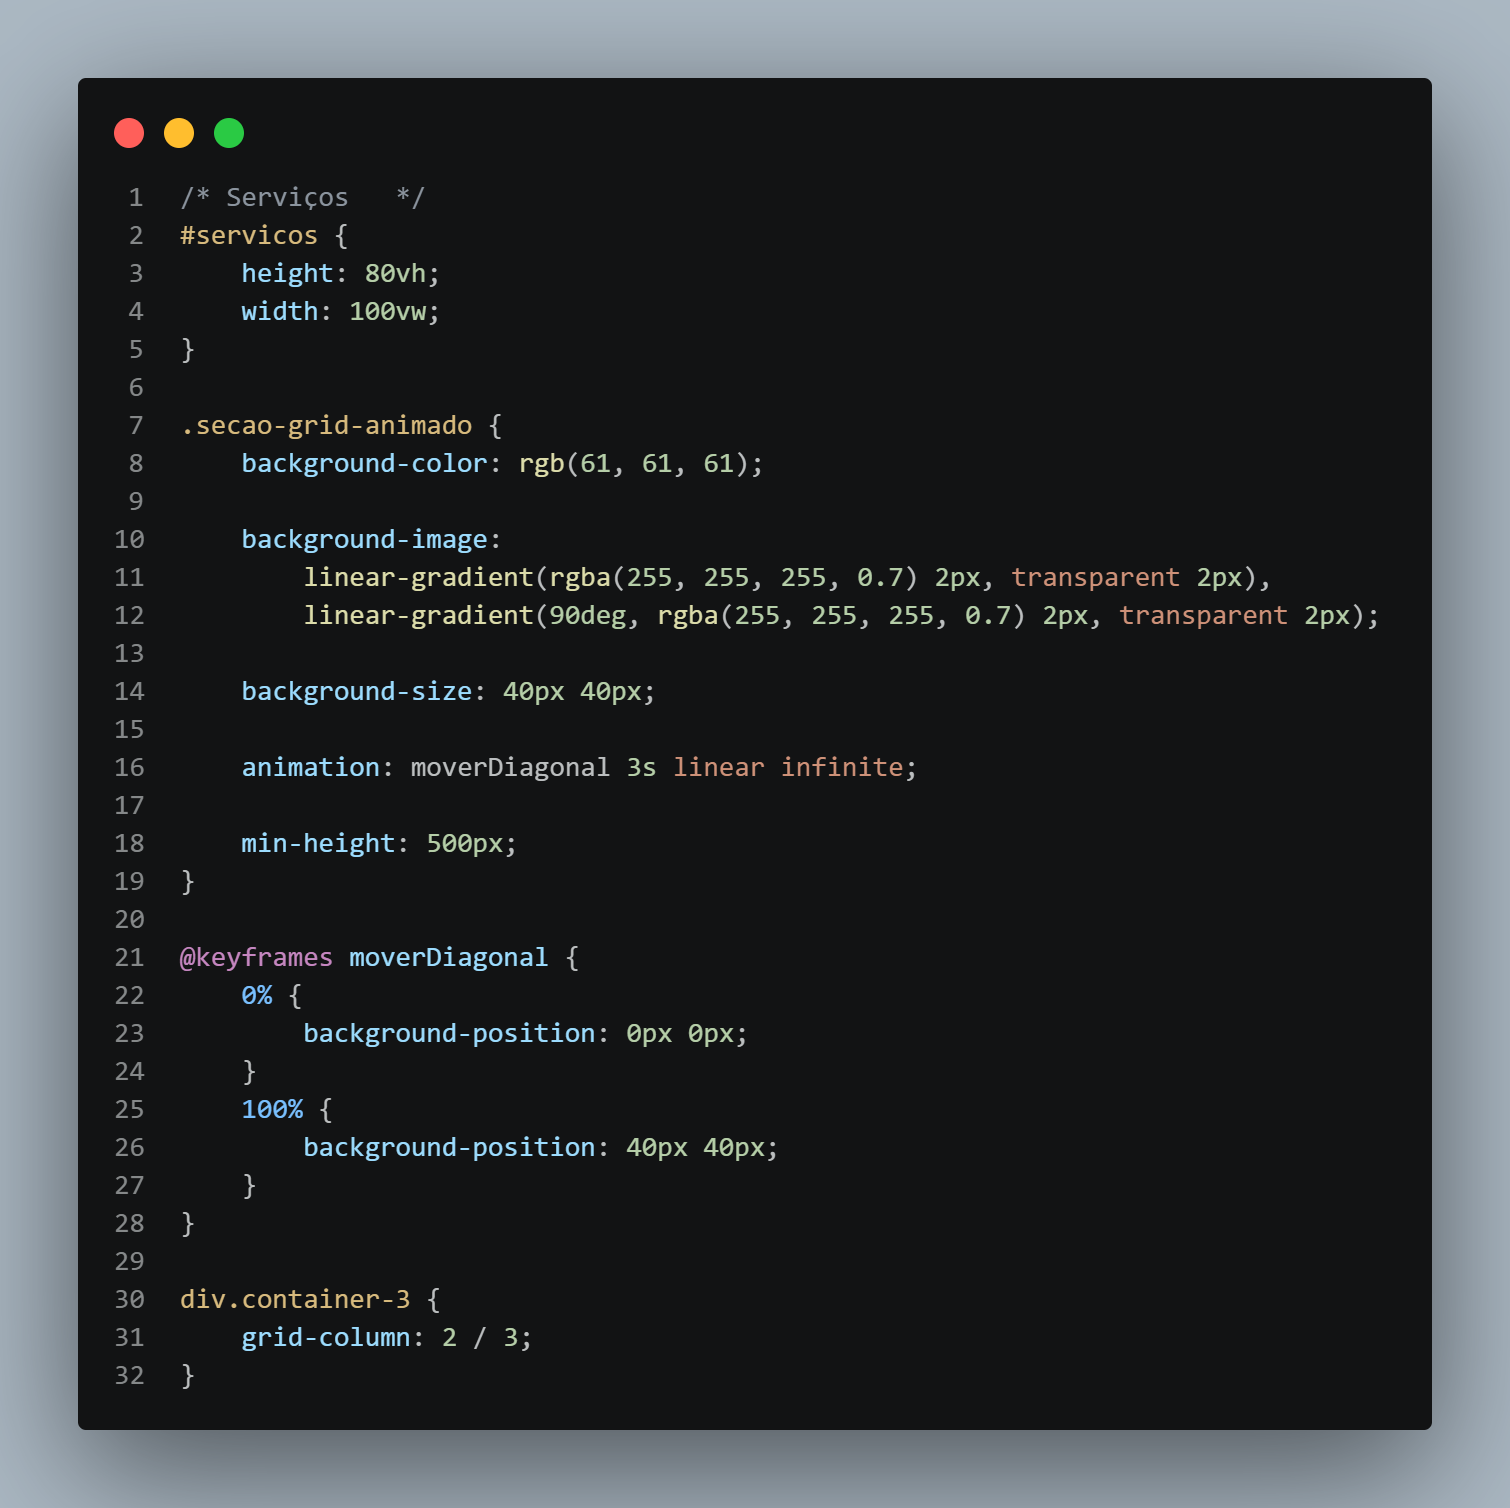 1 /* Serviços   */
2 #servicos {
3     height: 80vh;
4     width: 100vw;
5 }
6
7 .secao-grid-animado {
8     background-color: rgb(61, 61, 61);
9
10     background-image:
11         linear-gradient(rgba(255, 255, 255, 0.7) 2px, transparent 2px),
12         linear-gradient(90deg, rgba(255, 255, 255, 0.7) 2px, transparent 2px);
13
14     background-size: 40px 40px;
15
16     animation: moverDiagonal 3s linear infinite;
17
18     min-height: 500px;
19 }
20
21 @keyframes moverDiagonal {
22     0% {
23         background-position: 0px 0px;
24     }
25     100% {
26         background-position: 40px 40px;
27     }
28 }
29
30 div.container-3 {
31     grid-column: 2 / 3;
32 }